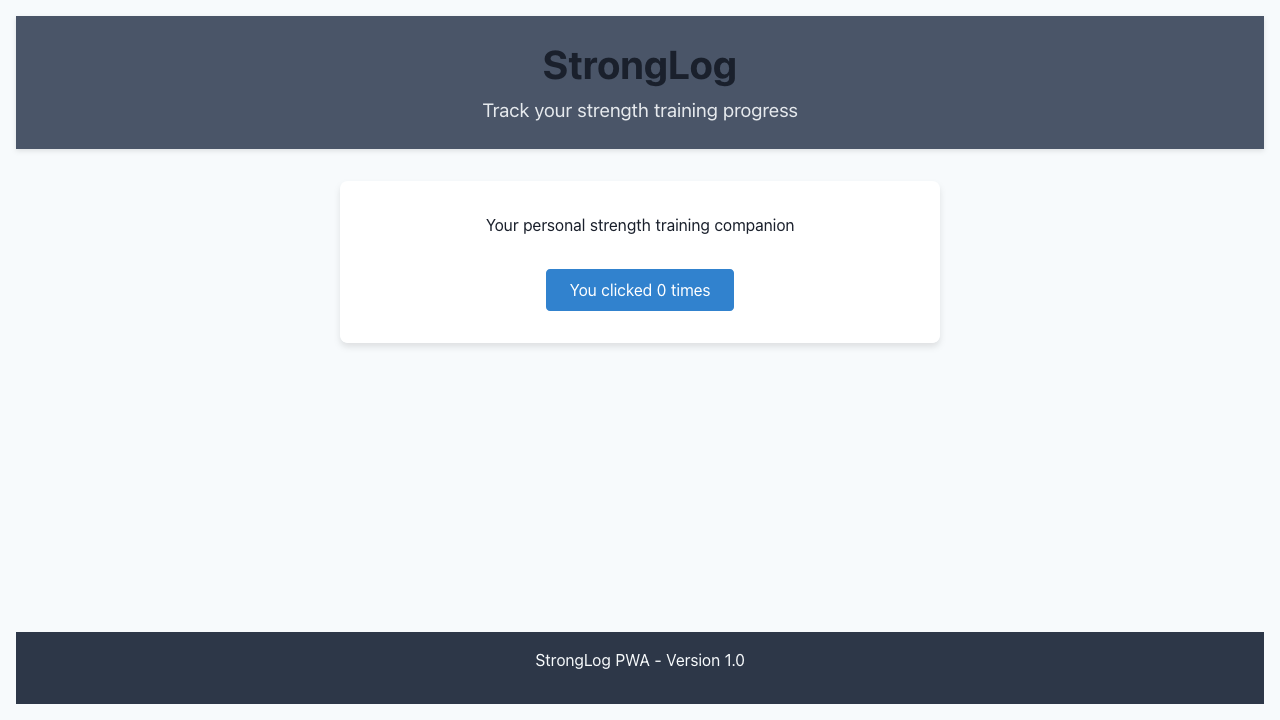 StrongLog
Track your strength training progress
Your personal strength training companion
You clicked 0 times
StrongLog PWA - Version 1.0